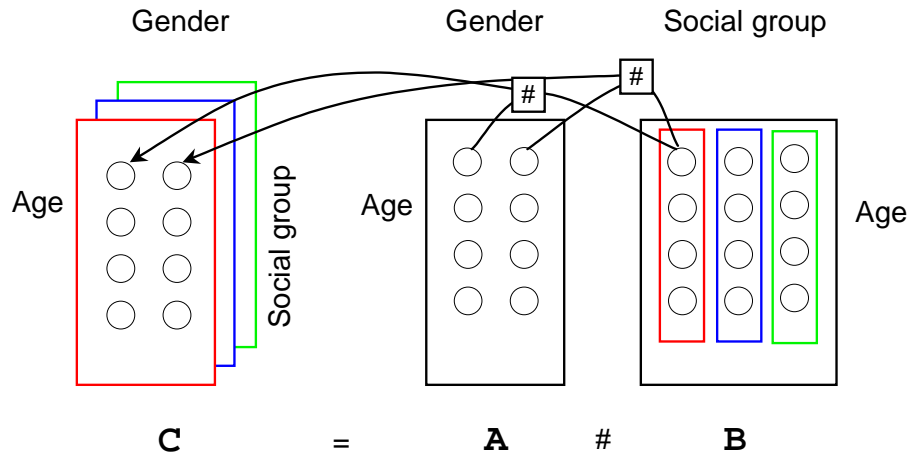 Gender Gender Social group
# #
Age Age Age
Social group
C = A # B